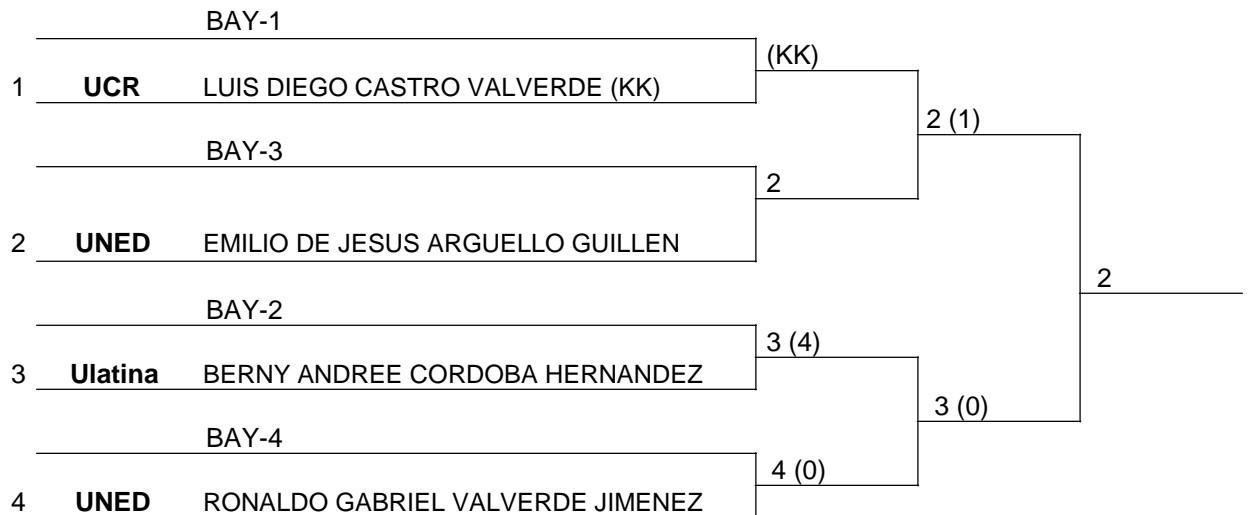 BAY-1
(KK)
1 UCR LUIS DIEGO CASTRO VALVERDE (KK)
2 (1)
BAY-3
2
2 UNED EMILIO DE JESUS ARGUELLO GUILLEN
2
BAY-2
3 (4)
3 Ulatina BERNY ANDREE CORDOBA HERNANDEZ
3 (0)
BAY-4
4 (0)
4 UNED RONALDO GABRIEL VALVERDE JIMENEZ